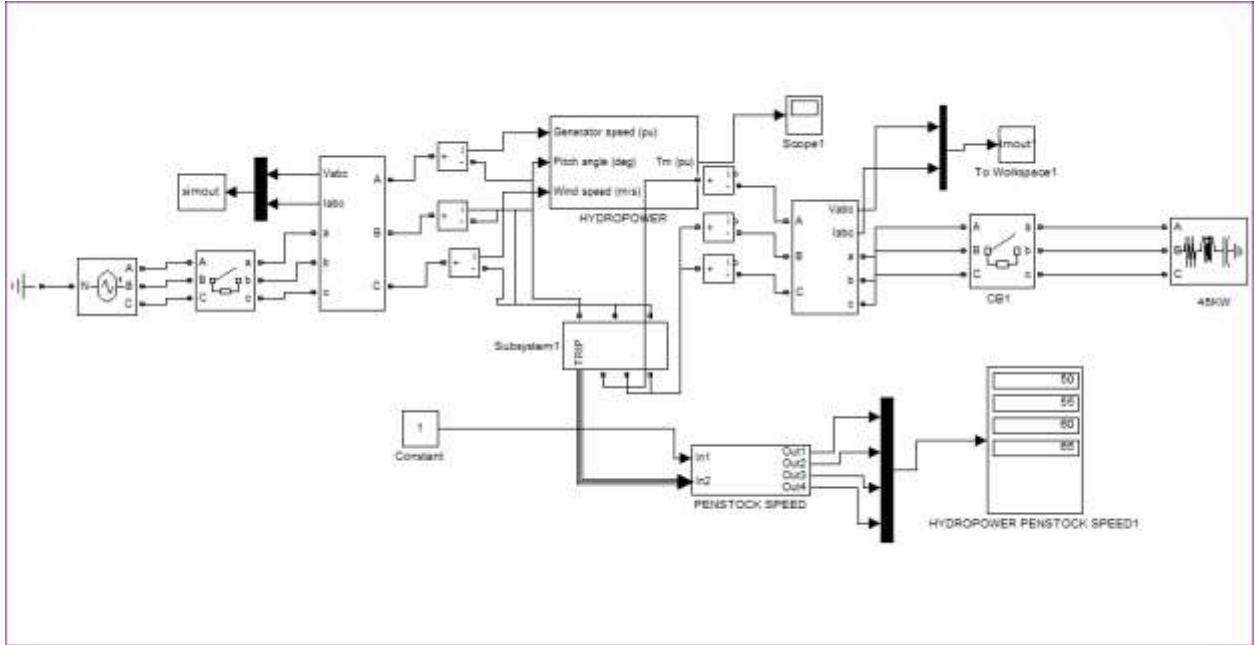 Generator speed (pu)
Pitch angle (deg)
Tm (pu)
Wind speed (m/s)
HYDROPOWER
Scope1
simout
Vabc
Iabc
A
B
C
a
b
c
N
A
B
C
A
B
C
a
b
c
+
-
i
+
-
i
+
-
i
+
i
+
i
+
i
Vabc
Iabc
A
B
C
a
b
c
imout
To Workspace1
A
B
C
a
b
c
CB1
A
B
C
45KW
Subsystem1
TRIP
1
Constant
In1
In2
Out1
Out2
Out3
Out4
PENSTOCK SPEED
50
55
60
65
HYDROPOWER PENSTOCK SPEED1